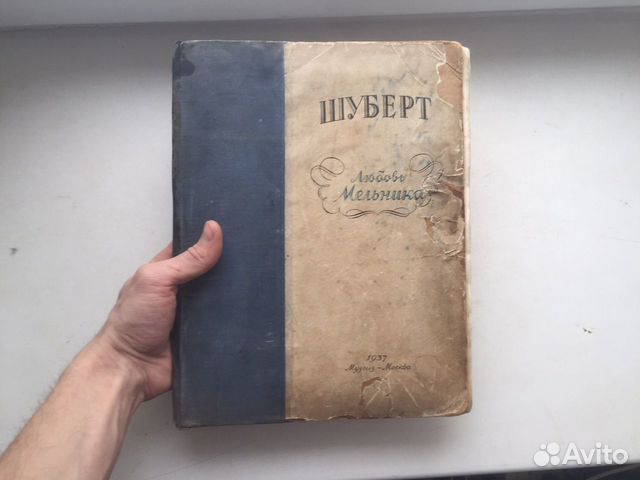 ШУБЕРТ
Любовь
Мельника
1937
Музгиз-Москва
Avito